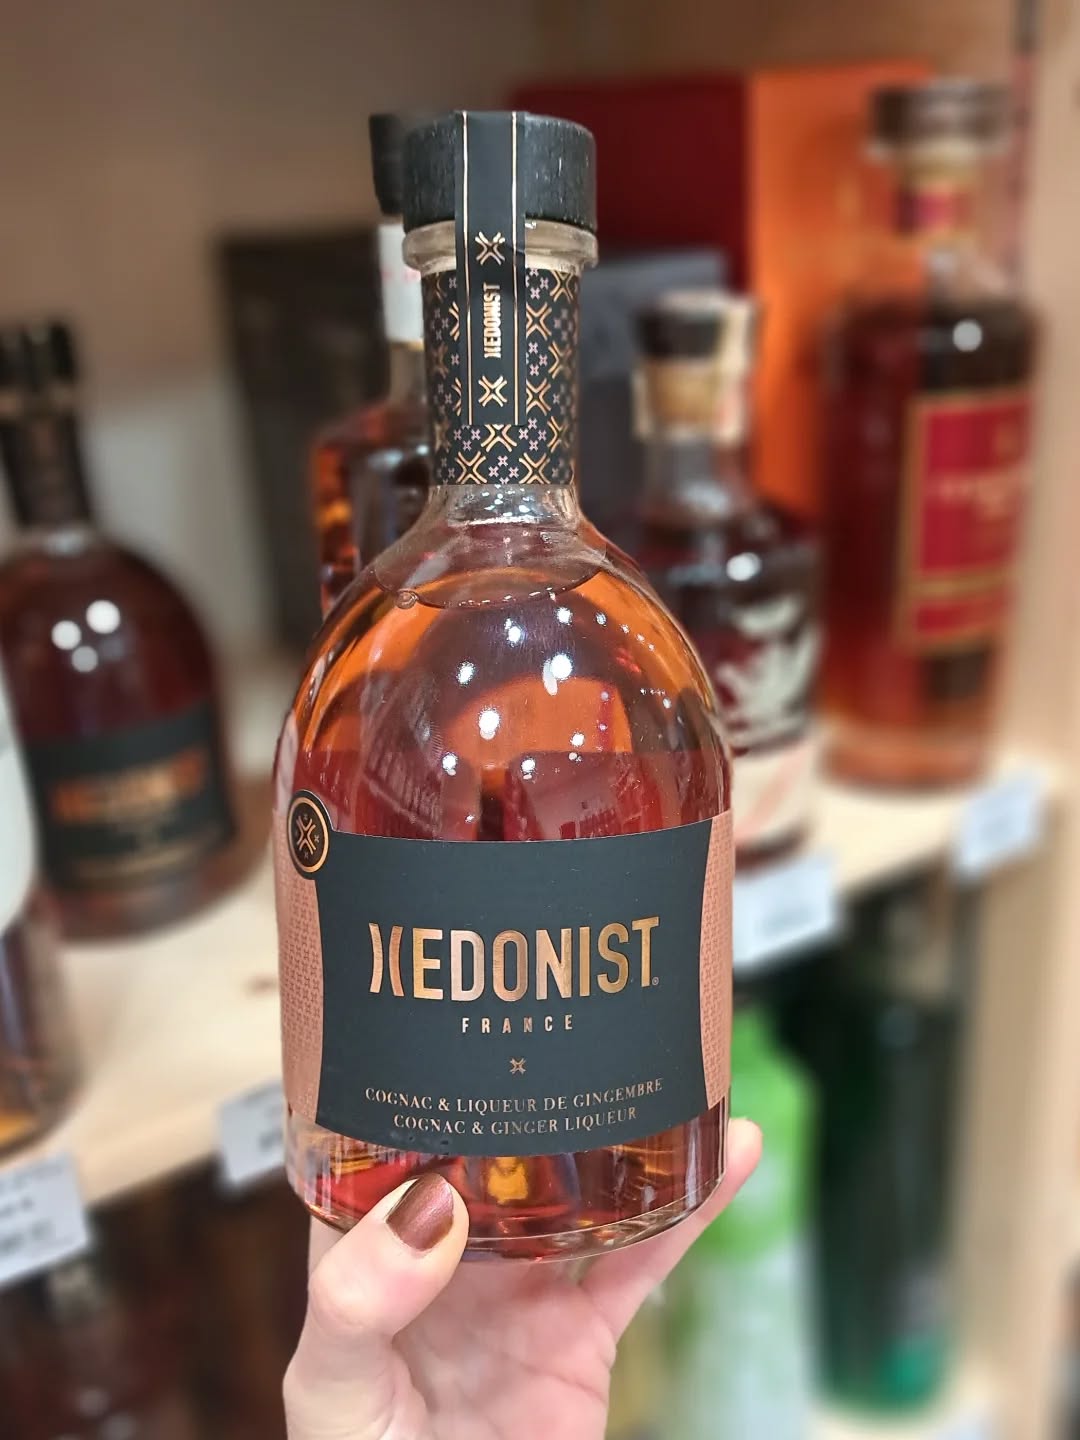 HEDONIST
HEDONIST®
FRANCE
COGNAC & LIQUEUR DE GINGEMBRE
COGNAC & GINGER LIQUEUR